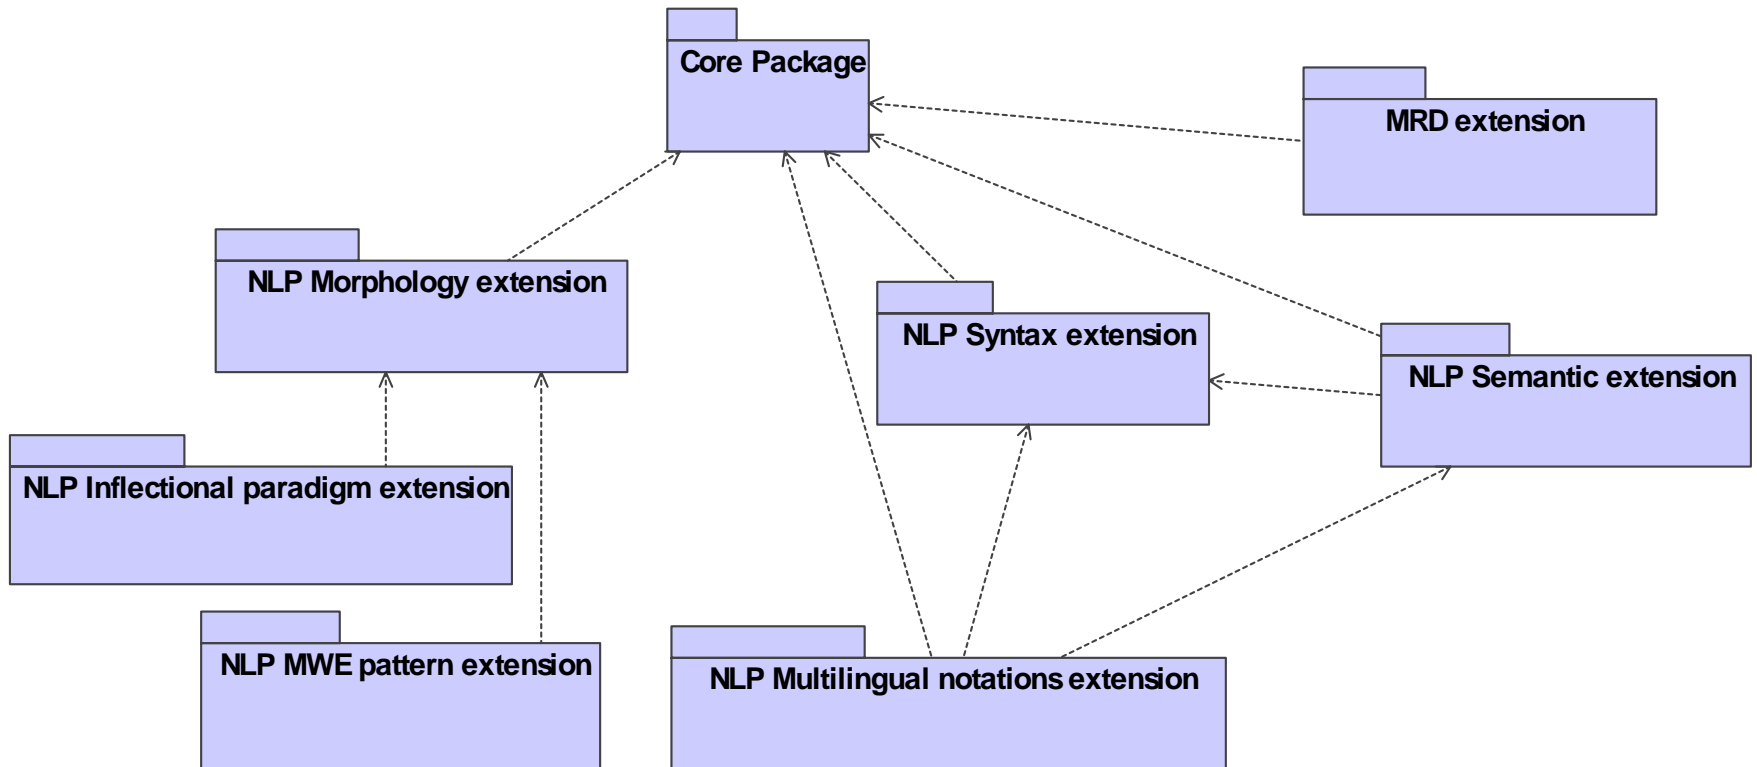 Core Package
MRD extension
NLP Morphology extension
NLP Syntax extension
NLP Semantic extension
NLP Inflectional paradigm extension
NLP MWE pattern extension
NLP Multilingual notations extension